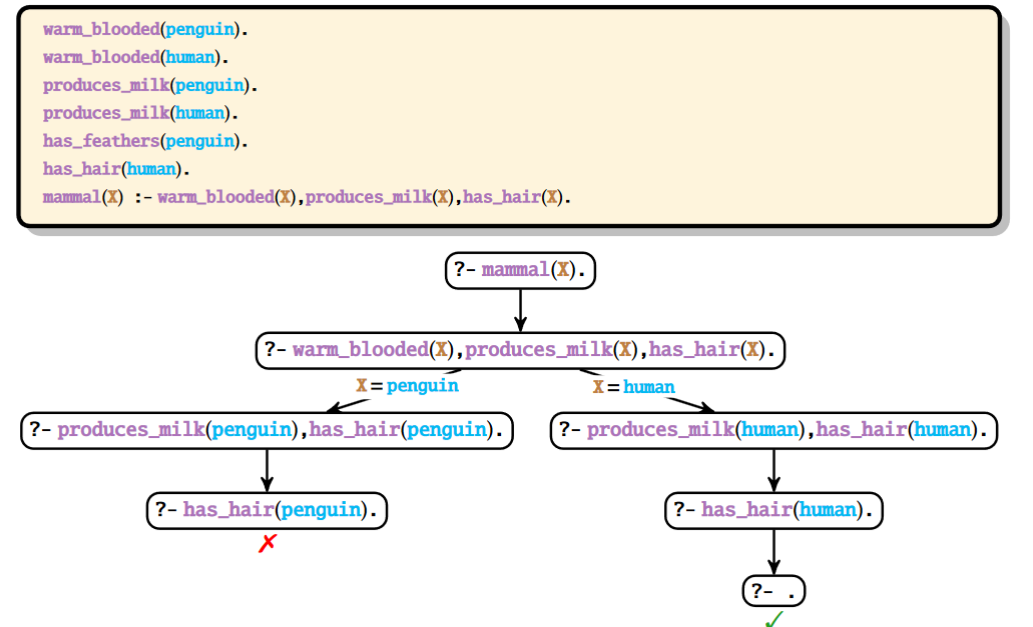 warm_blooded(penguin).
warm_blooded(human).
produces_milk(penguin).
produces_milk(human).
has_feathers(penguin).
has_hair(human).
mammal(X) :- warm_blooded(X),produces_milk(X),has_hair(X).
?- mammal(X).
?- warm_blooded(X),produces_milk(X),has_hair(X).
X = penguin
X = human
?- produces_milk(penguin),has_hair(penguin).
?- produces_milk(human),has_hair(human).
?- has_hair(penguin).
?- has_hair(human).
✗
?- .
✓